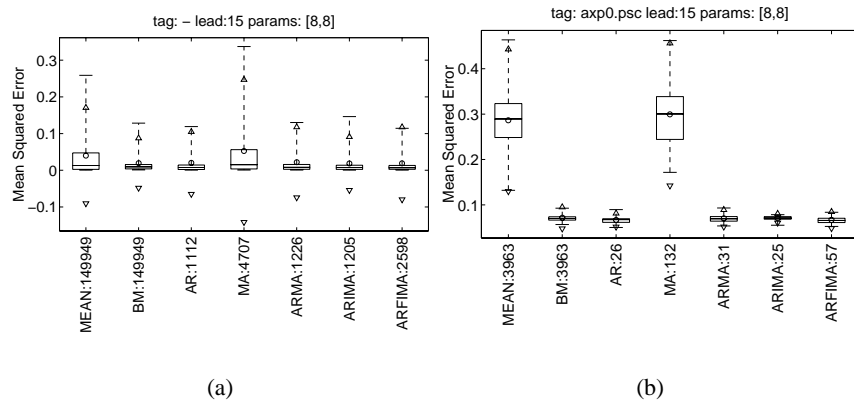 tag: – lead:15 params: [8,8]
Mean Squared Error
0.3
0.2
0.1
0
−0.1
MEAN:149949
BM:149949
AR:1112
MA:4707
ARMA:1226
ARIMA:1205
ARFIMA:2598
(a)
tag: axp0.psc lead:15 params: [8,8]
Mean Squared Error
0.4
0.3
0.2
0.1
MEAN:3963
BM:3963
AR:26
MA:132
ARMA:31
ARIMA:25
ARFIMA:57
(b)